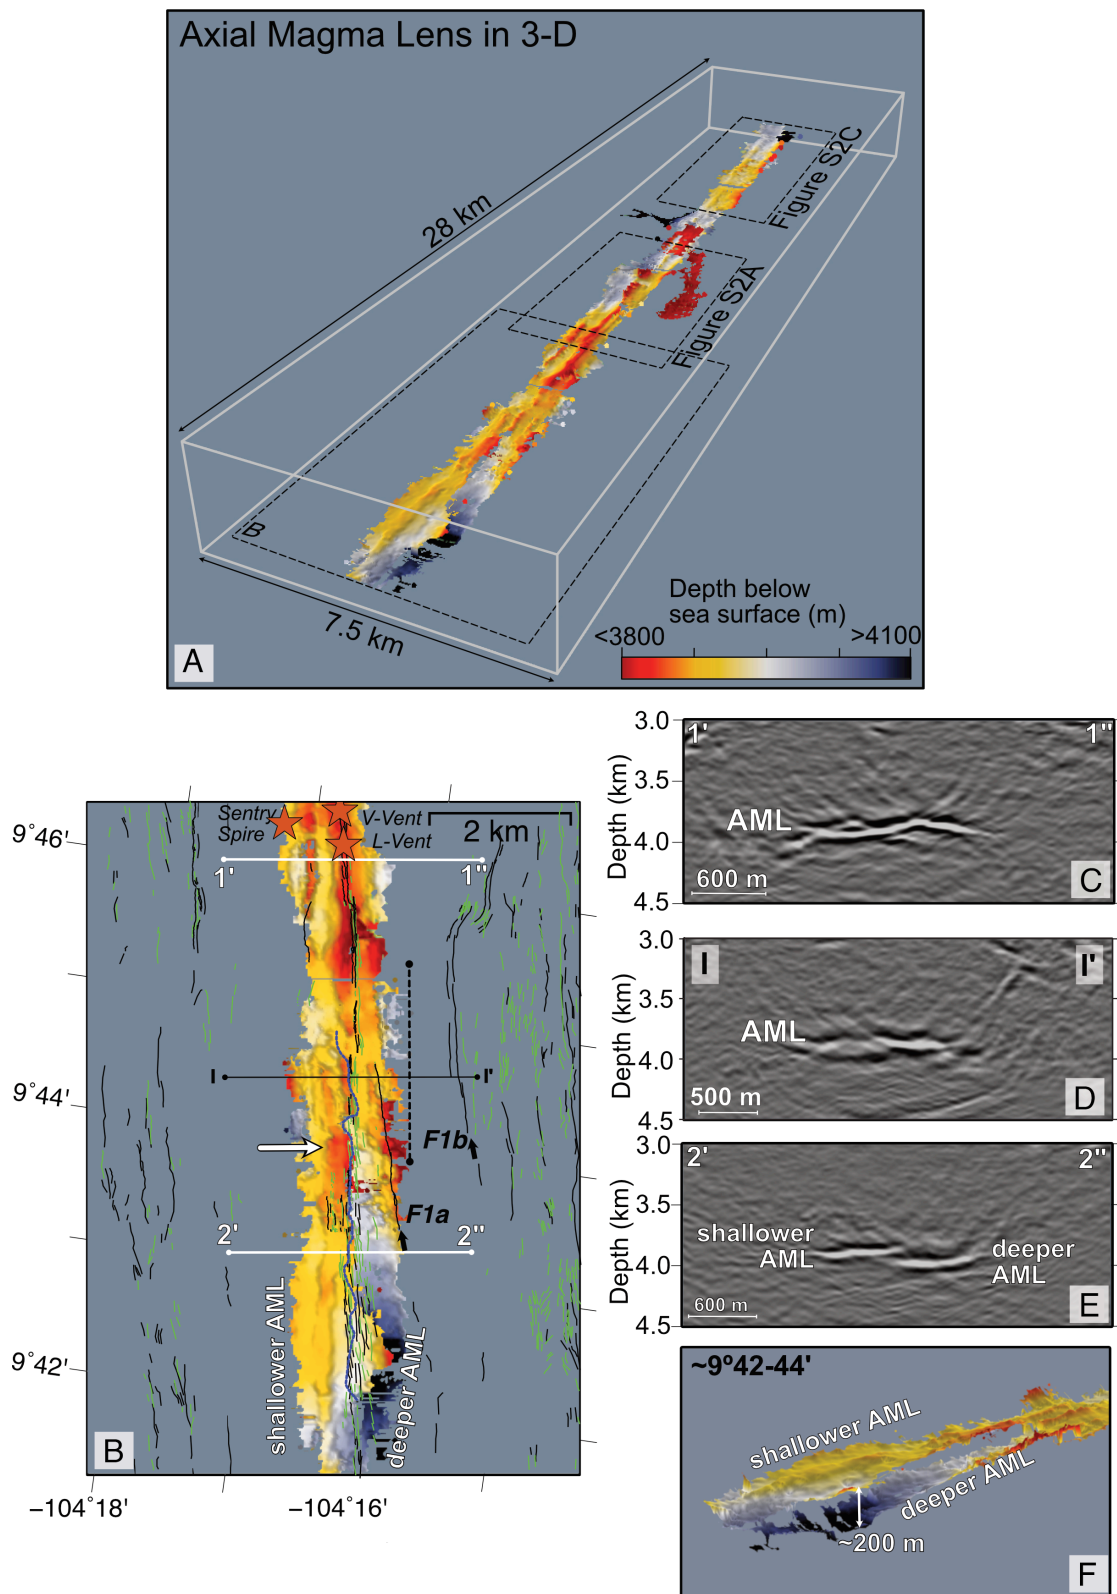 Axial Magma Lens in 3-D
28 km
Figure S2C
Figure S2A
B
7.5 km
Depth below
sea surface (m)
<3800
>4100
A
9°46'
9°44'
9°42'
Sentry
Spire
V-Vent
L-Vent
2 km
1'
1"
I
I'
F1b
F1a
2'
2"
shallower AML
deeper AML
B
−104°18'
−104°16'
3.0
3.5
4.0
4.5
Depth (km)
1'
1"
AML
600 m
C
3.0
3.5
4.0
4.5
Depth (km)
I
I'
AML
500 m
D
3.0
3.5
4.0
4.5
Depth (km)
2'
2"
shallower
AML
deeper
AML
600 m
E
~9°42-44'
shallower AML
deeper AML
~200 m
F